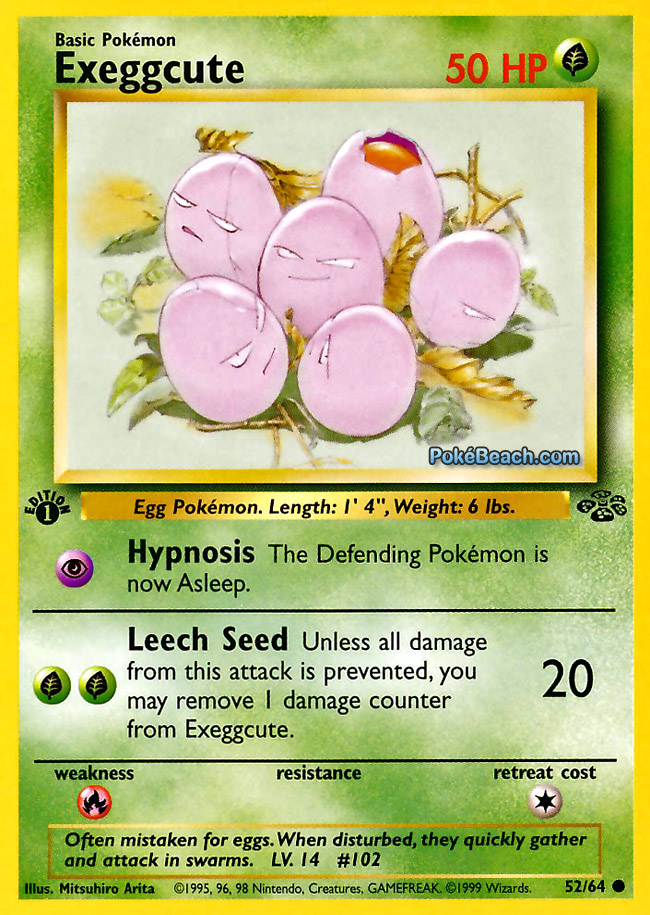 Basic Pokémon
Exeggcute
50 HP
PokéBeach.com
EDITION
1
Egg Pokémon. Length: 1' 4", Weight: 6 lbs.
Hypnosis The Defending Pokémon is
now Asleep.
Leech Seed Unless all damage
from this attack is prevented, you
may remove 1 damage counter
from Exeggcute.
20
weakness resistance retreat cost
Often mistaken for eggs. When disturbed, they quickly gather
and attack in swarms. LV. 14 #102
Illus. Mitsuhiro Arita ©1995, 96, 98 Nintendo, Creatures, GAMEFREAK. ©1999 Wizards. 52/64